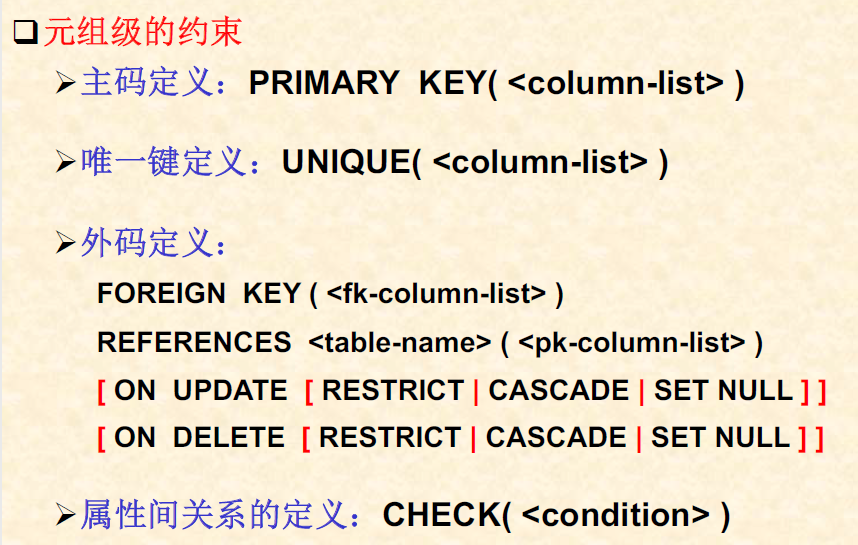 元组级的约束
主码定义：PRIMARY KEY( <column-list> )
唯一键定义：UNIQUE( <column-list> )
外码定义：
FOREIGN KEY ( <fk-column-list> )
REFERENCES <table-name> ( <pk-column-list> )
[ ON UPDATE [ RESTRICT | CASCADE | SET NULL ] ]
[ ON DELETE [ RESTRICT | CASCADE | SET NULL ] ]
属性间关系的定义：CHECK( <condition> )